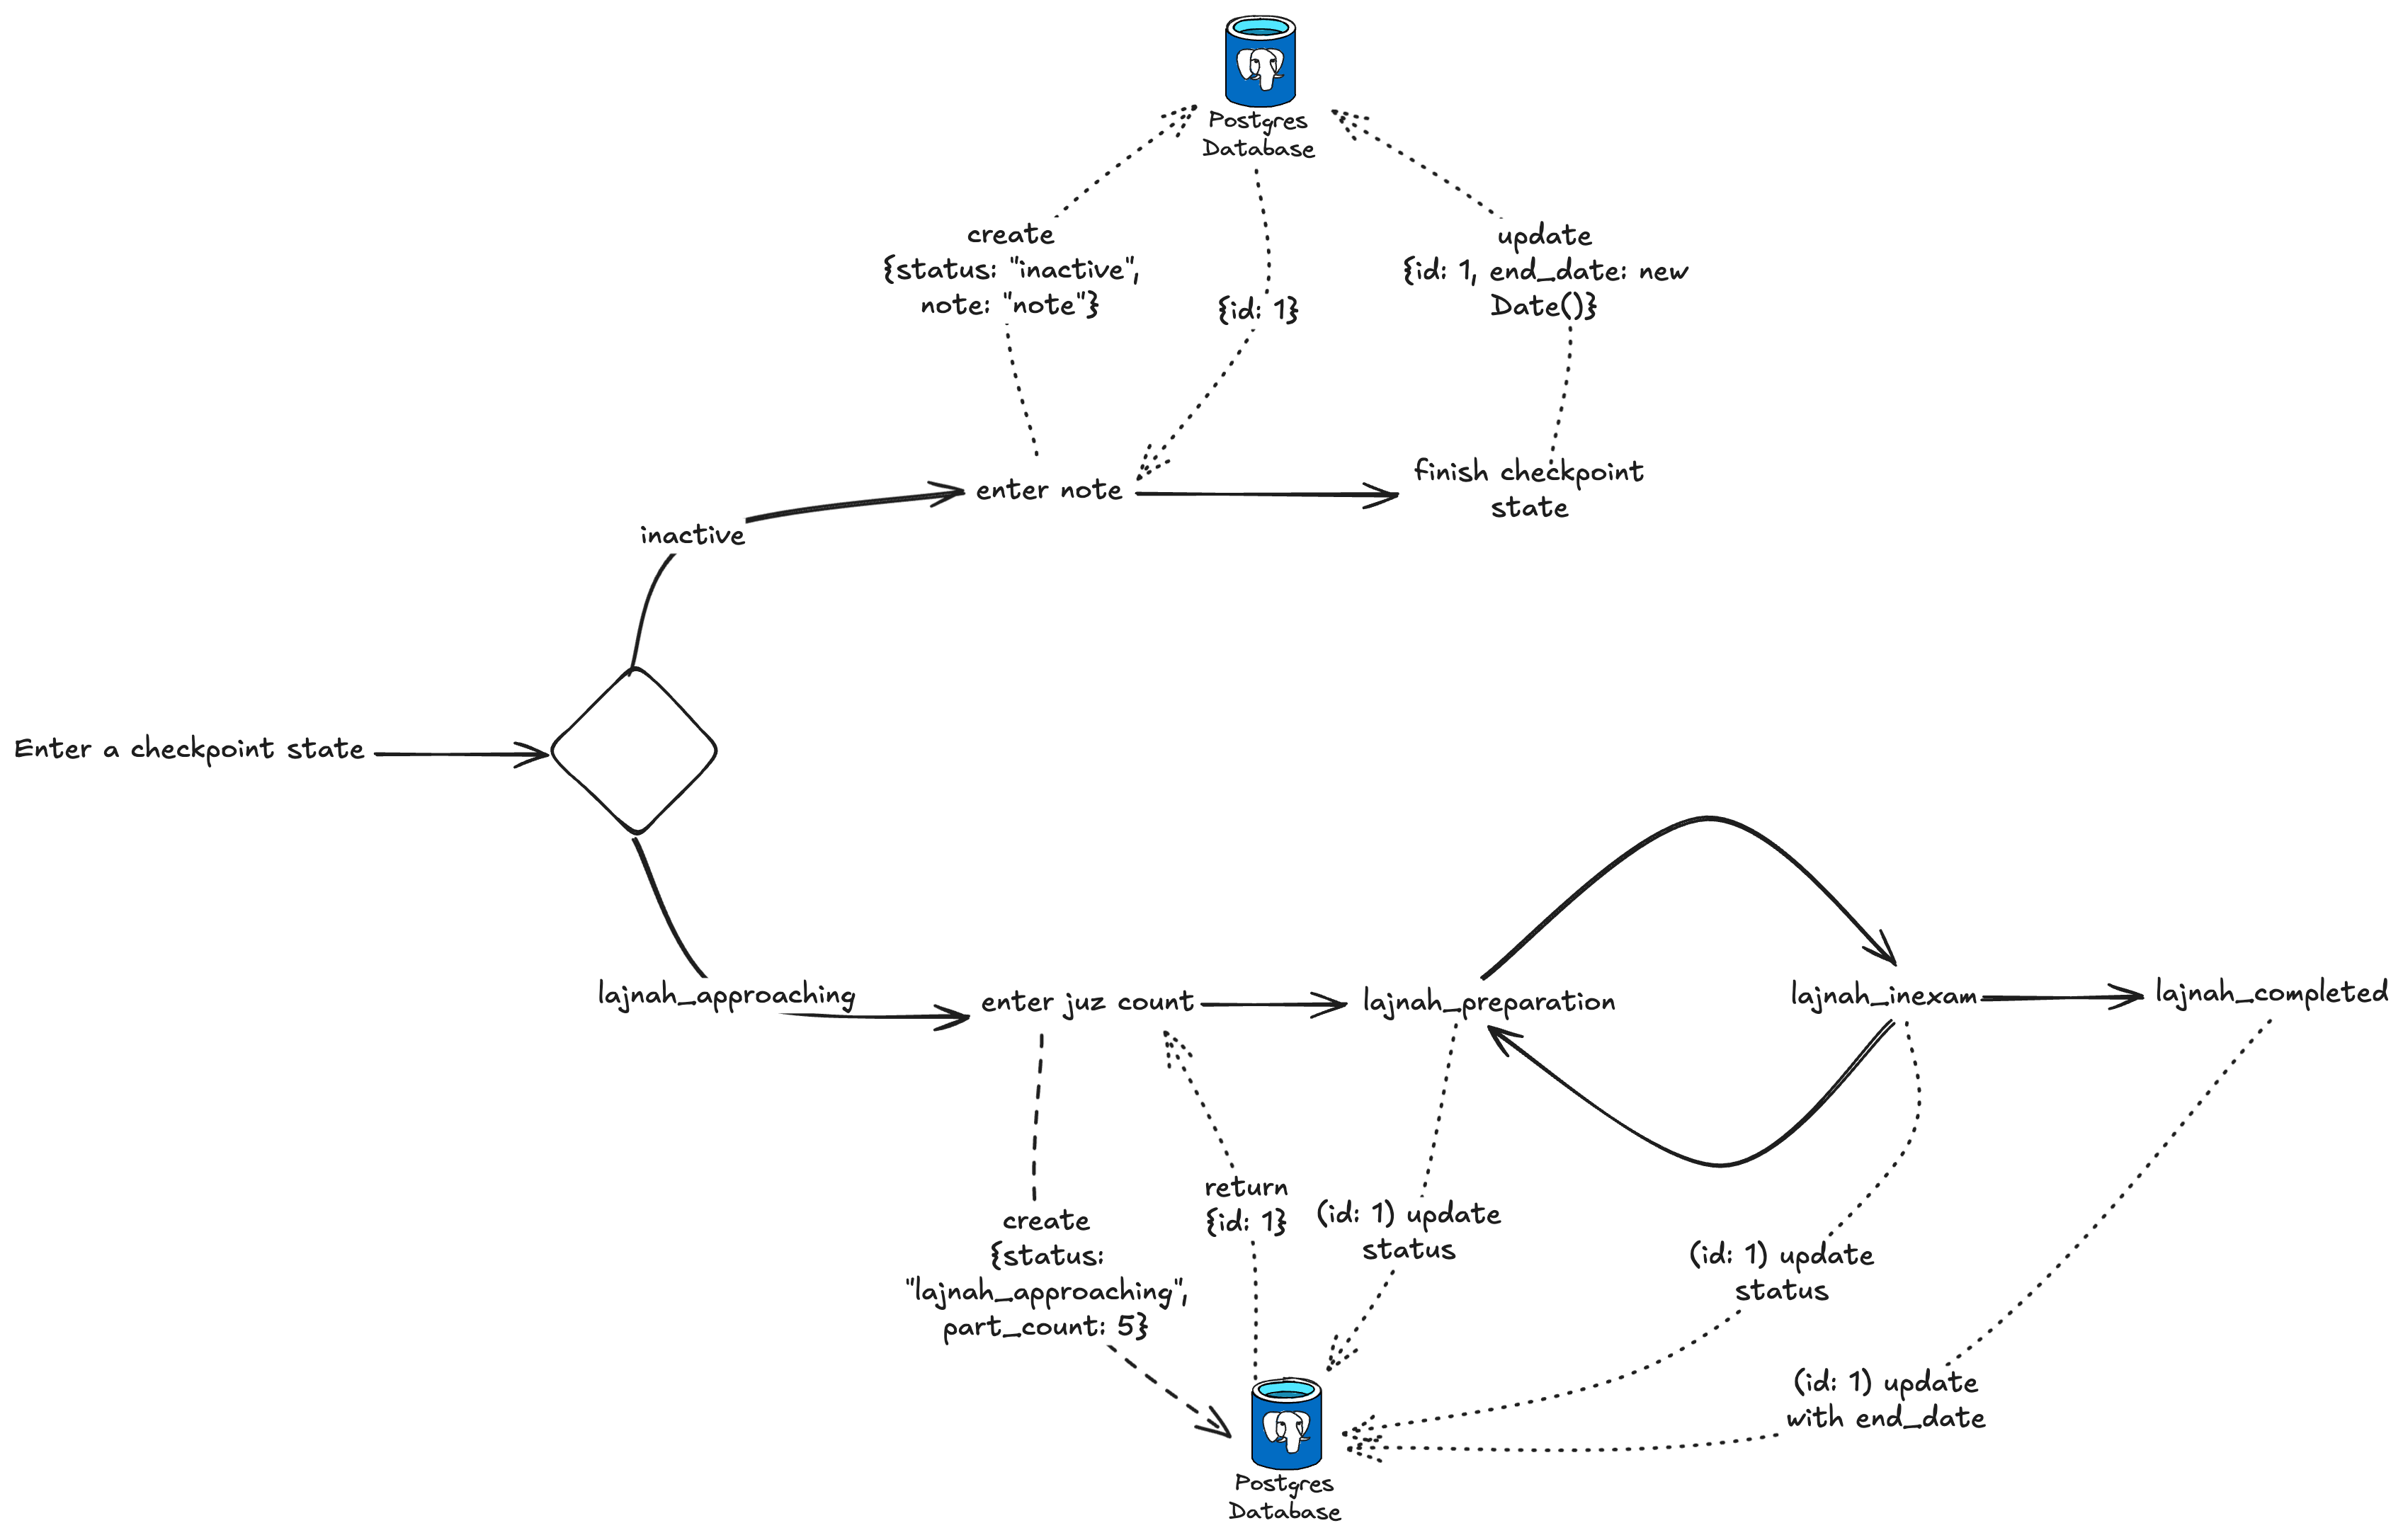 Postgres
Database
create
{status: "inactive",
note: "note"}
{id: 1}
update
{id: 1, end_date: new
Date()}
inactive
enter note
finish checkpoint
state
Enter a checkpoint state
lajnah_approaching
enter juz count
lajnah_preparation
lajnah_inexam
lajnah_completed
create
{status:
"lajnah_approaching",
part_count: 5}
return
{id: 1}
(id: 1) update
status
(id: 1) update
status
(id: 1) update
with end_date
Postgres
Database